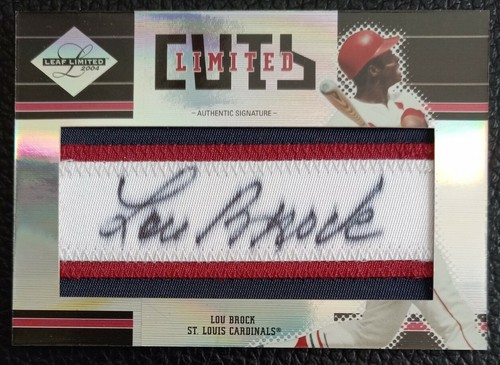 LEAF LIMITED
L
2004
CUTS
LIMITED
- AUTHENTIC SIGNATURE -
Lou Brock
LOU BROCK
ST. LOUIS CARDINALS®